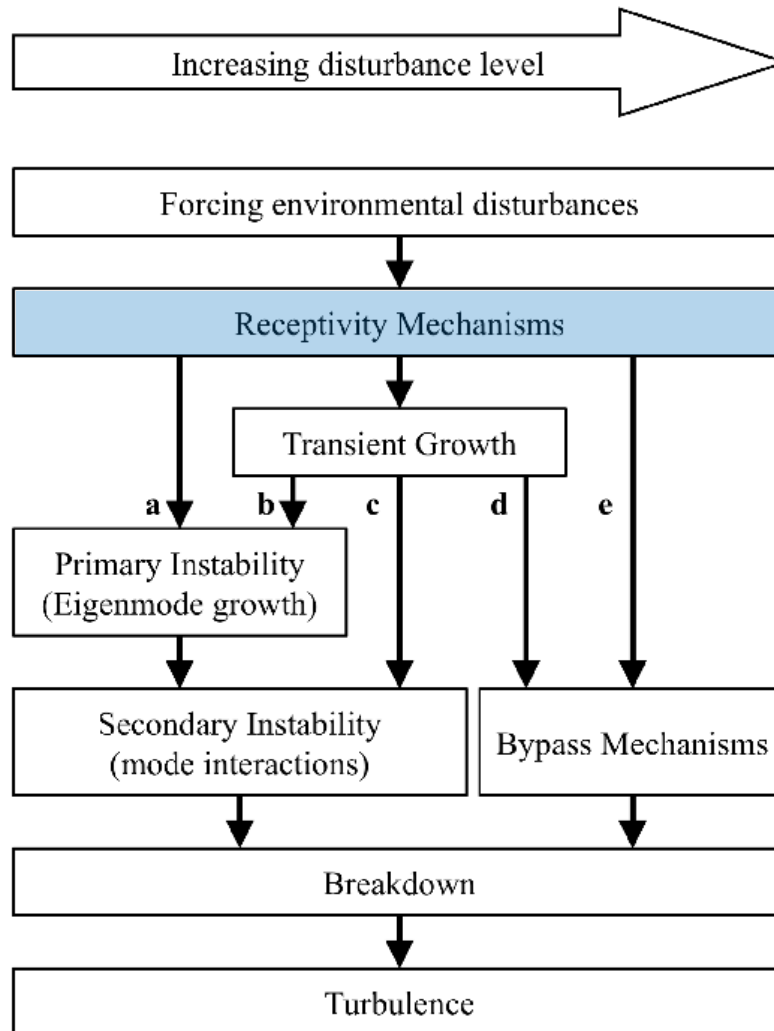 Increasing disturbance level
Forcing environmental disturbances
Receptivity Mechanisms
Transient Growth
a
b
c
d
e
Primary Instability
(Eigenmode growth)
Secondary Instability
(mode interactions)
Bypass Mechanisms
Breakdown
Turbulence